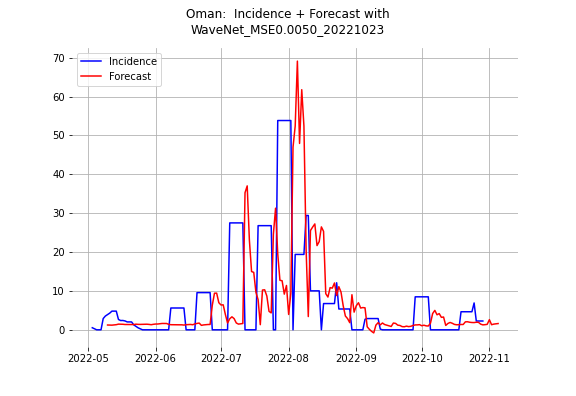 Oman:  Incidence + Forecast with
WaveNet_MSE0.0050_20221023
Incidence
Forecast
70
60
50
40
30
20
10
0
2022-05 2022-06 2022-07 2022-08 2022-09 2022-10 2022-11